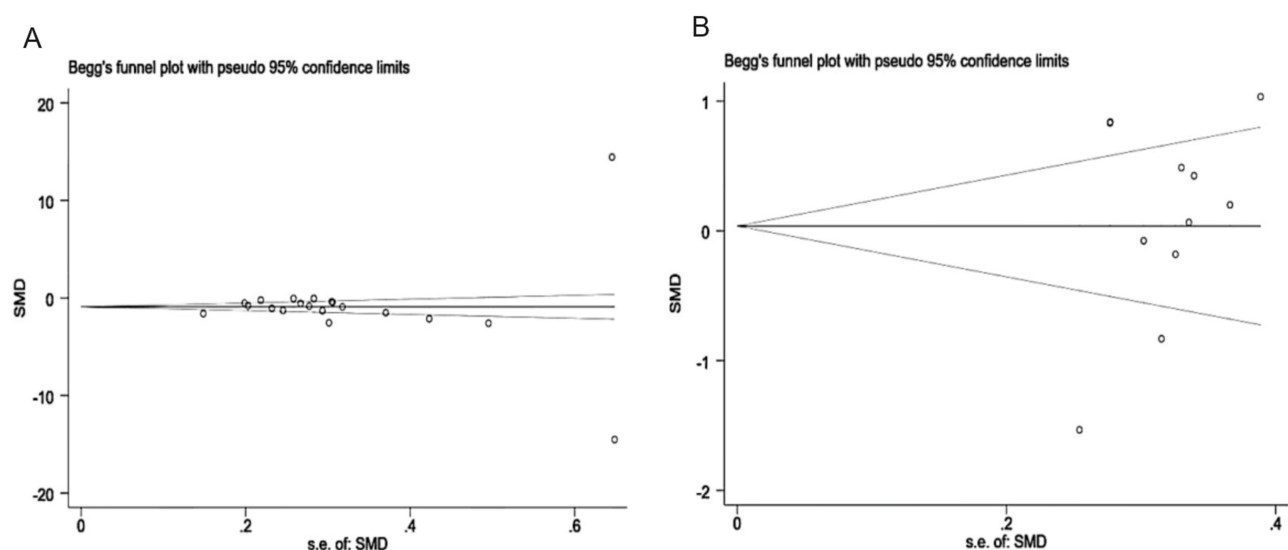 A
Begg's funnel plot with pseudo 95% confidence limits
20
10
0
-10
-20
SMD
0
.2
.4
.6
s.e. of: SMD
B
Begg's funnel plot with pseudo 95% confidence limits
1
0
-1
-2
SMD
0
.2
.4
s.e. of: SMD